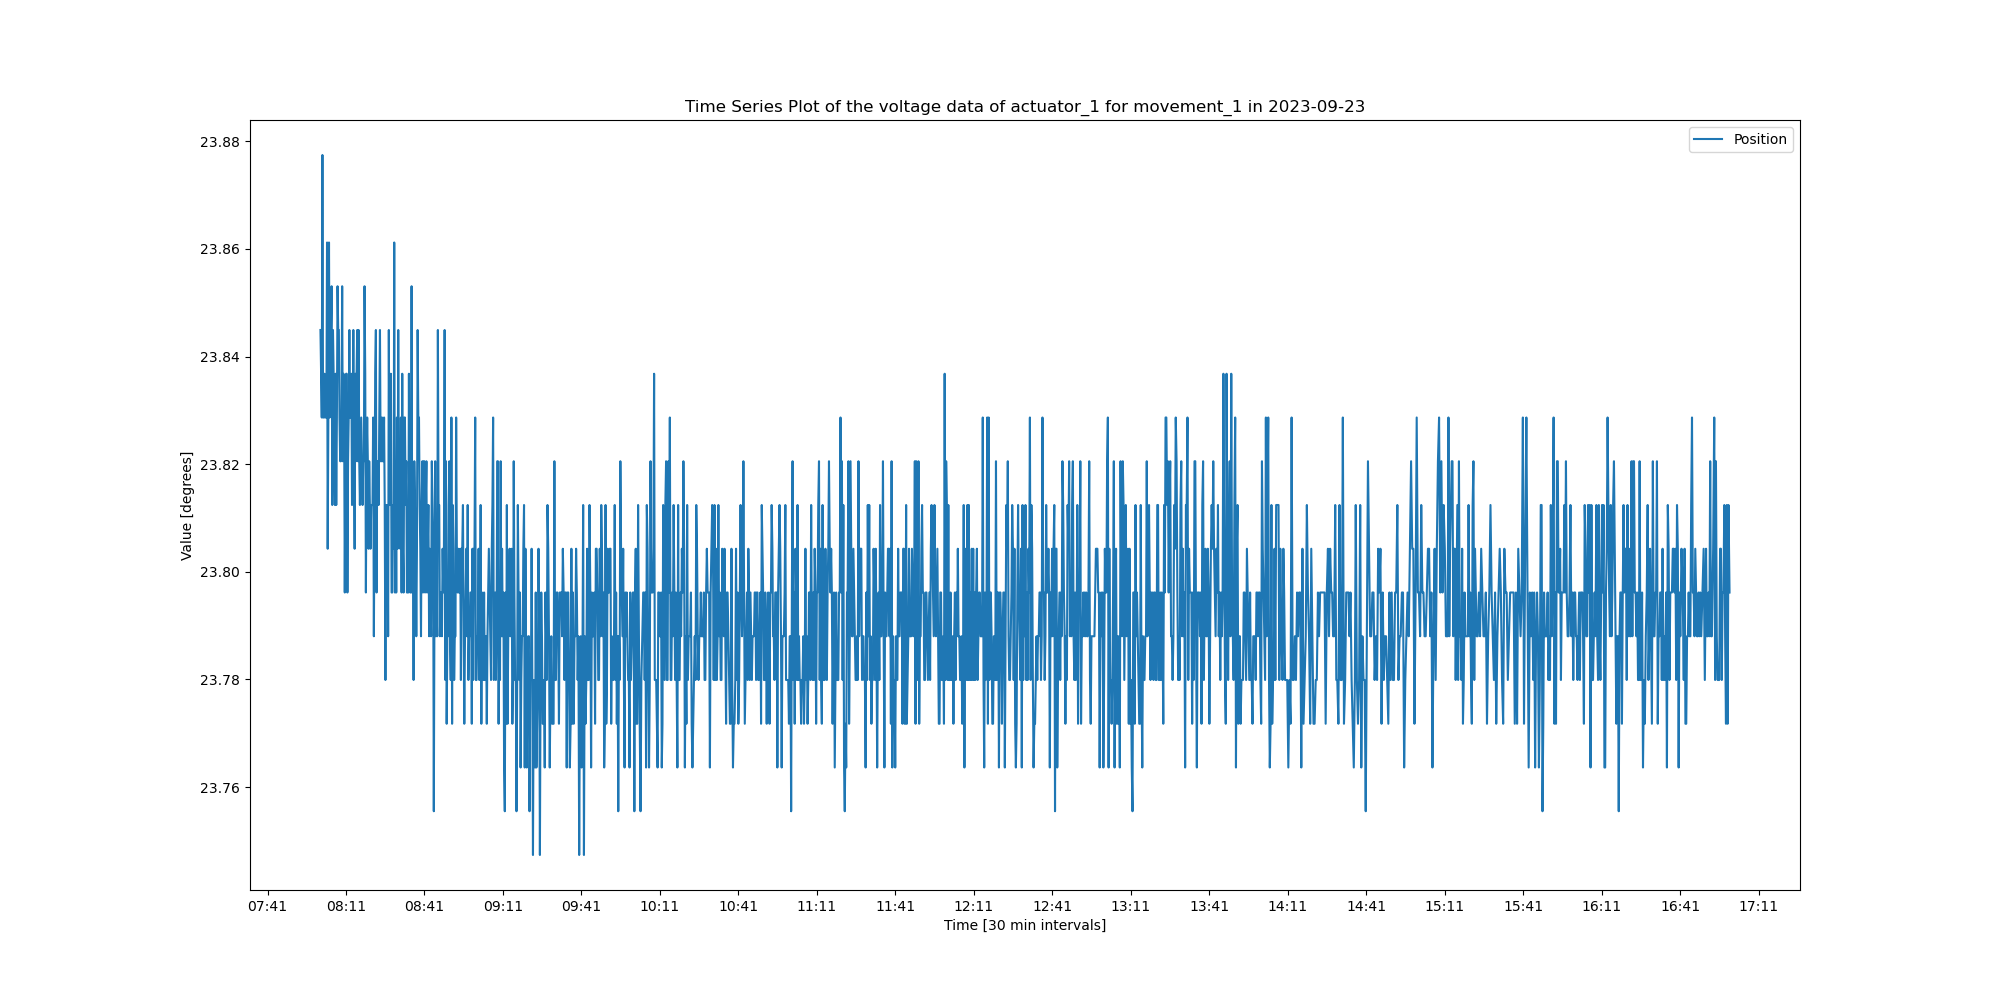 Time Series Plot of the voltage data of actuator_1 for movement_1 in 2023-09-23
Position
23.88
23.86
23.84
23.82
23.80
23.78
23.76
Value [degrees]
07:41 08:11 08:41 09:11 09:41 10:11 10:41 11:11 11:41 12:11 12:41 13:11 13:41 14:11 14:41 15:11 15:41 16:11 16:41 17:11
Time [30 min intervals]